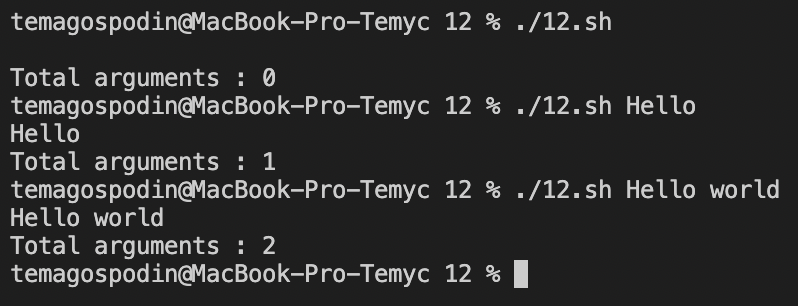 temagospodin@MacBook-Pro-Temyc 12 % ./12.sh

Total arguments : 0
temagospodin@MacBook-Pro-Temyc 12 % ./12.sh Hello
Hello
Total arguments : 1
temagospodin@MacBook-Pro-Temyc 12 % ./12.sh Hello world
Hello world
Total arguments : 2
temagospodin@MacBook-Pro-Temyc 12 %